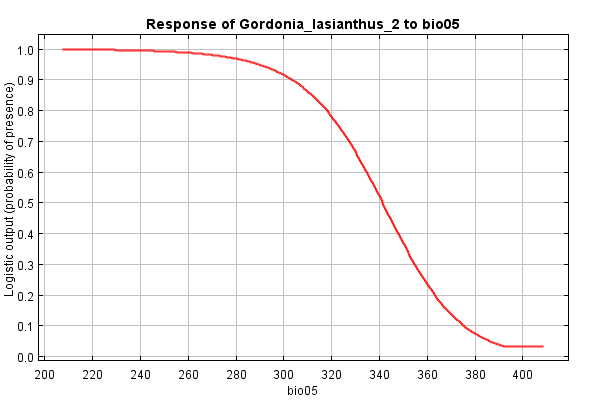 Response of Gordonia_lasianthus_2 to bio05
Logistic output (probability of presence)
1.0
0.9
0.8
0.7
0.6
0.5
0.4
0.3
0.2
0.1
0.0
200 220 240 260 280 300 320 340 360 380 400
bio05